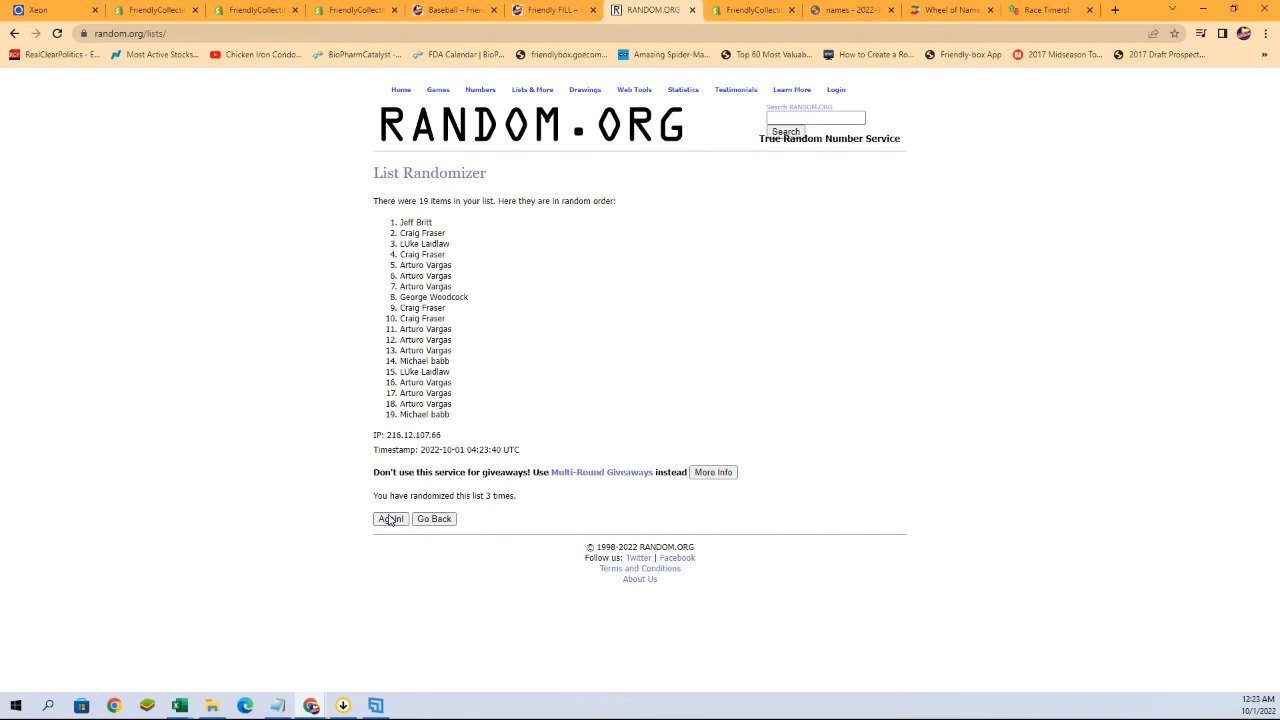 Xeon
FriendlyCollecti
FriendlyCollecti
FriendlyCollecti
Baseball recent
Friendly FILL –
RANDOM.ORG
FriendlyCollecti
names - 2022-1
Wheel of Name
Race Timers!
random.org/lists/
RealClearPolitics - E...
Most Active Stocks...
Chicken Iron Condo...
BioPharmCatalyst -...
FDA Calendar | BioP...
friendlybox.goecom...
Amazing Spider-Ma...
Top 60 Most Valuab...
How to Create a Ro...
Friendly-box App
2017 Midseason To...
2017 Draft Prospect...
Home Games Numbers Lists & More Drawings Web Tools Statistics Testimonials Learn More Login
Search RANDOM.ORG
RANDOM.ORG
Search
True Random Number Service
List Randomizer
There were 19 items in your list. Here they are in random order:
1. Jeff Britt
2. Craig Fraser
3. LUke Laidlaw
4. Craig Fraser
5. Arturo Vargas
6. Arturo Vargas
7. Arturo Vargas
8. George Woodcock
9. Craig Fraser
10. Craig Fraser
11. Arturo Vargas
12. Arturo Vargas
13. Arturo Vargas
14. Michael babb
15. LUke Laidlaw
16. Arturo Vargas
17. Arturo Vargas
18. Arturo Vargas
19. Michael babb
IP: 216.12.107.66
Timestamp: 2022-10-01 04:23:40 UTC
Don't use this service for giveaways! Use Multi-Round Giveaways instead More Info
You have randomized this list 3 times.
Again! Go Back
© 1998-2022 RANDOM.ORG
Follow us: Twitter | Facebook
Terms and Conditions
About Us
12:23 AM
10/1/2022